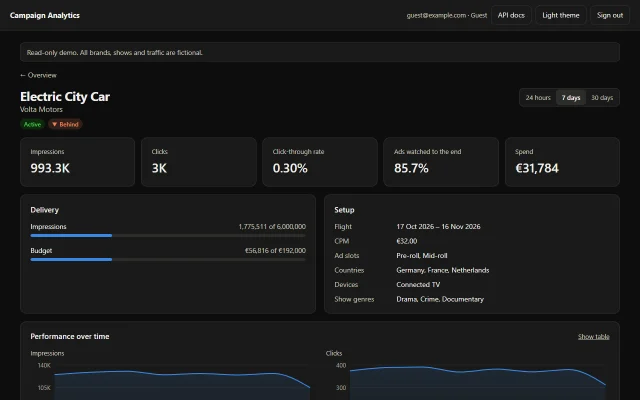 Campaign Analytics
guest@example.com · Guest
API docs
Light theme
Sign out
Read-only demo. All brands, shows and traffic are fictional.
← Overview
Electric City Car
Volta Motors
24 hours
7 days
30 days
Active
▼ Behind
Impressions
993.3K
Clicks
3K
Click-through rate
0.30%
Ads watched to the end
85.7%
Spend
€31,784
Delivery
Impressions 1,775,511 of 6,000,000
Budget €56,816 of €192,000
Setup
Flight 17 Oct 2026 – 16 Nov 2026
CPM €32.00
Ad slots Pre-roll, Mid-roll
Countries Germany, France, Netherlands
Devices Connected TV
Show genres Drama, Crime, Documentary
Performance over time
Show table
Impressions
140K
105K
Clicks
400
300